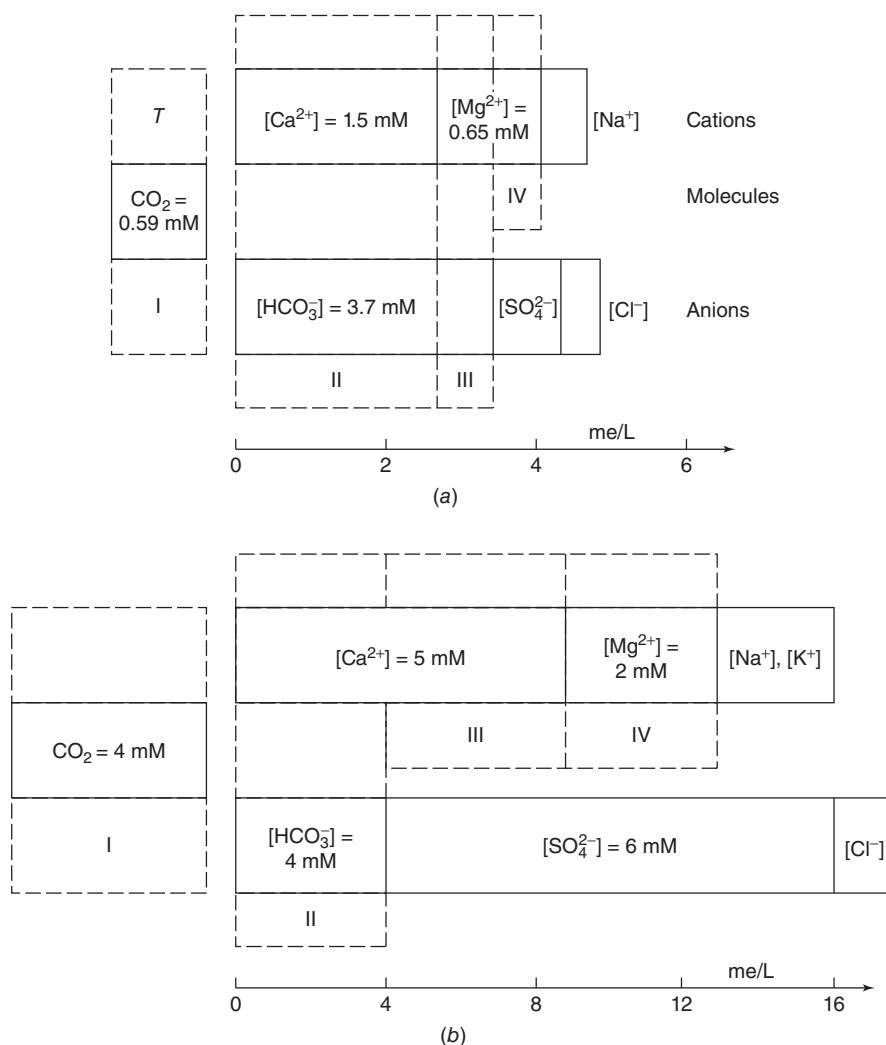 T
[Ca²⁺] = 1.5 mM
[Mg²⁺] =
0.65 mM
[Na⁺]
Cations
CO₂ =
0.59 mM
IV
Molecules
I
[HCO₃⁻] = 3.7 mM
[SO₄²⁻]
[Cl⁻]
Anions
II
III
me/L
0
2
4
6
(a)
[Ca²⁺] = 5 mM
[Mg²⁺] =
2 mM
[Na⁺], [K⁺]
CO₂ = 4 mM
III
IV
I
[HCO₃⁻] =
4 mM
[SO₄²⁻] = 6 mM
[Cl⁻]
II
me/L
0
4
8
12
16
(b)